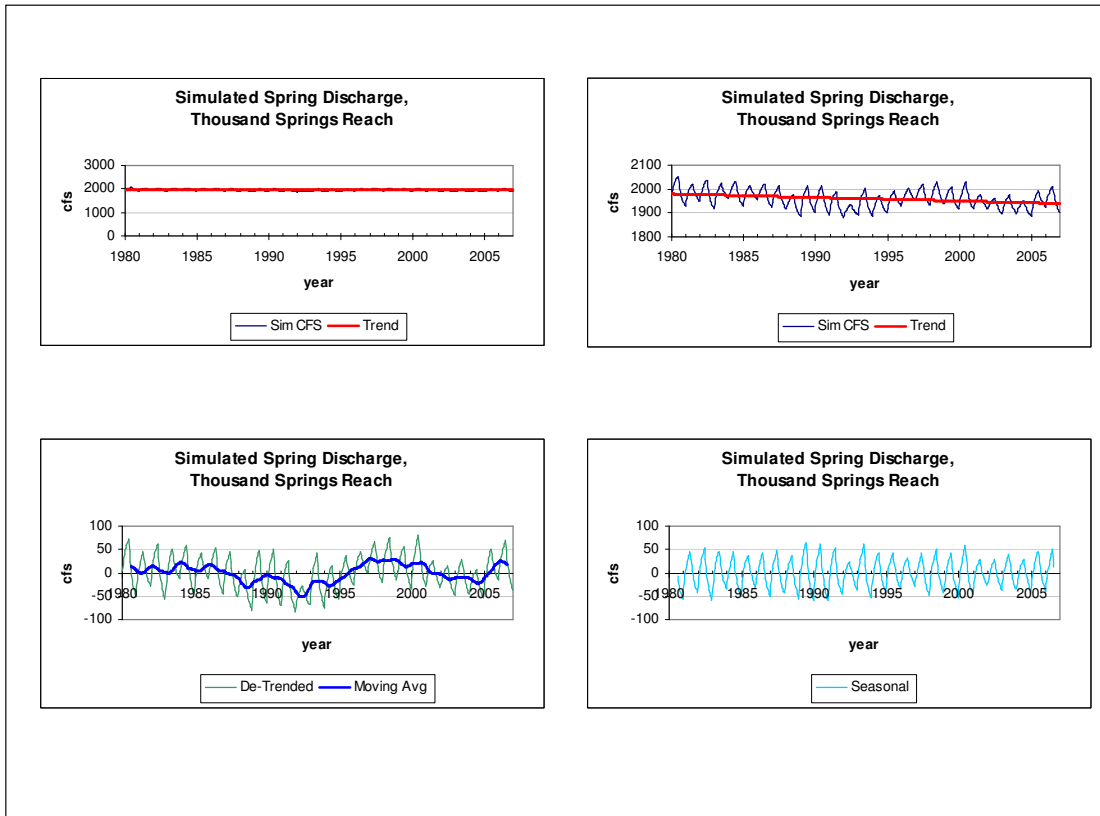 Simulated Spring Discharge,
Thousand Springs Reach
3000
2000
1000
0
cfs
1980 1985 1990 1995 2000 2005
year
Sim CFS Trend
Simulated Spring Discharge,
Thousand Springs Reach
2100
2000
1900
1800
cfs
1980 1985 1990 1995 2000 2005
year
Sim CFS Trend
Simulated Spring Discharge,
Thousand Springs Reach
100
50
0
-50
-100
cfs
1980 1985 1990 1995 2000 2005
year
De-Trended Moving Avg
Simulated Spring Discharge,
Thousand Springs Reach
100
50
0
-50
-100
cfs
1980 1985 1990 1995 2000 2005
year
Seasonal